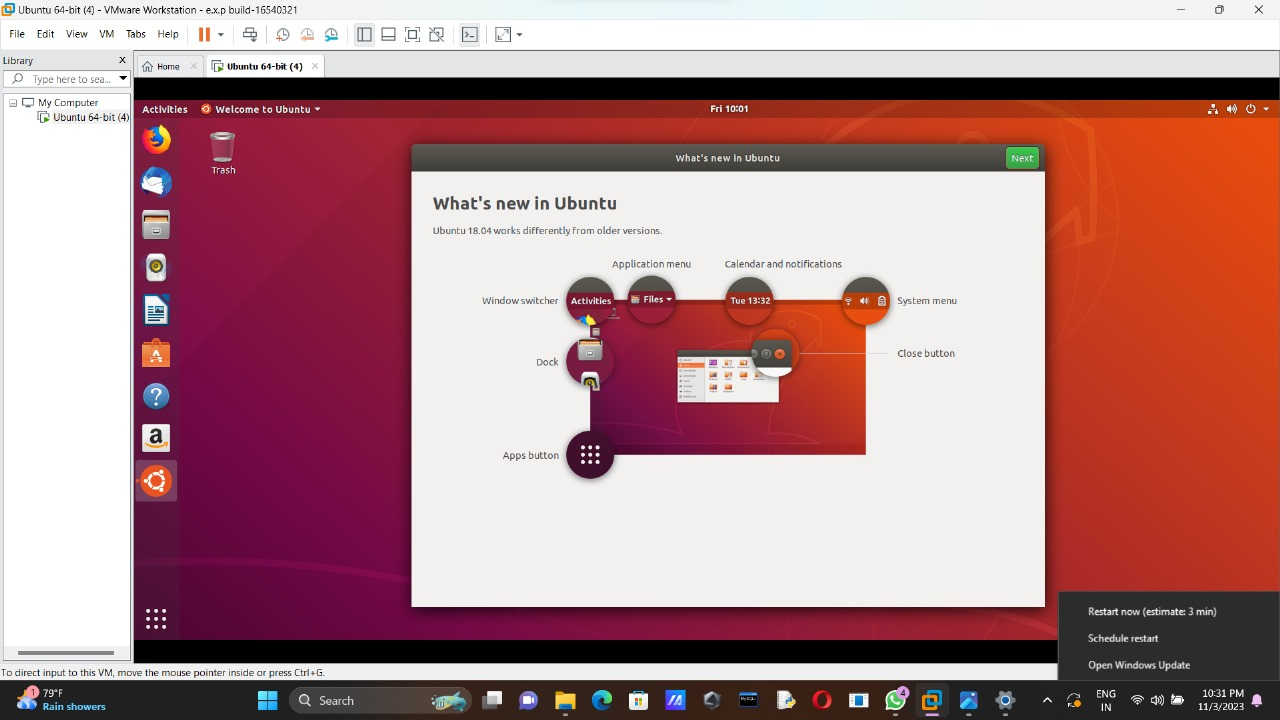 Ubuntu 64-bit (4) - VMware Workstation - e.x.p build-16540321
File Edit View VM Tabs Help
Library
Type here to sea...
Home
Ubuntu 64-bit (4)
My Computer
Ubuntu 64-bit (4)
Activities
Welcome to Ubuntu
Fri 10:01
Trash
What's new in Ubuntu
Next
What's new in Ubuntu
Ubuntu 18.04 works differently from older versions.
Application menu
Calendar and notifications
Window switcher
Activities
Files
Tue 13:32
System menu
Dock
Close button
Apps button
Restart now (estimate: 3 min)
Schedule restart
Open Windows Update
To direct input to this VM, move the mouse pointer inside or press Ctrl+G.
1
79°F
Rain showers
Search
4
ENG
IN
10:31 PM
11/3/2023